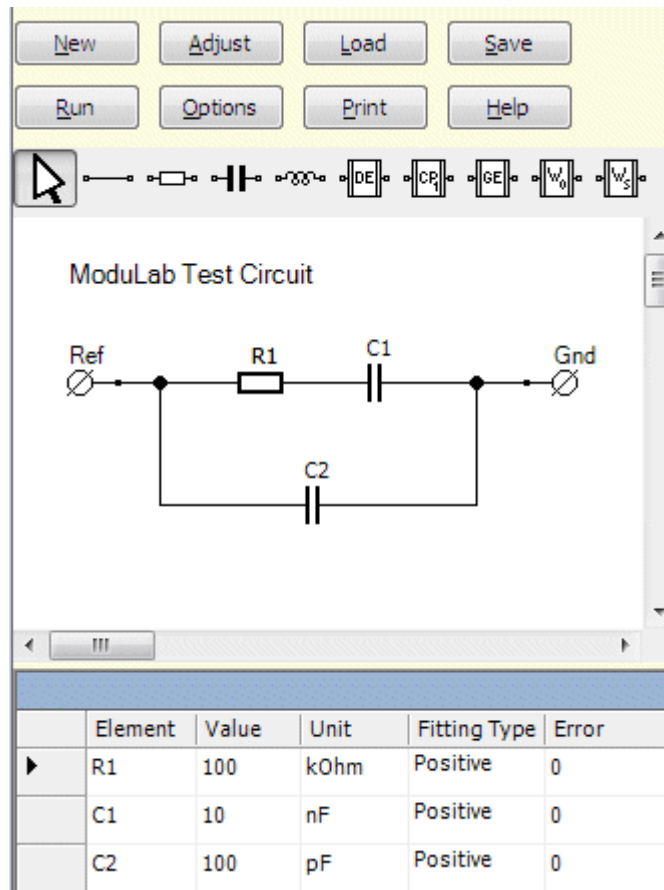 New Adjust Load Save
Run Options Print Help
DE CP1 GE Wo Ws
ModuLab Test Circuit
Ref R1 C1 Gnd
C2
Element Value Unit Fitting Type Error
R1 100 kOhm Positive 0
C1 10 nF Positive 0
C2 100 pF Positive 0